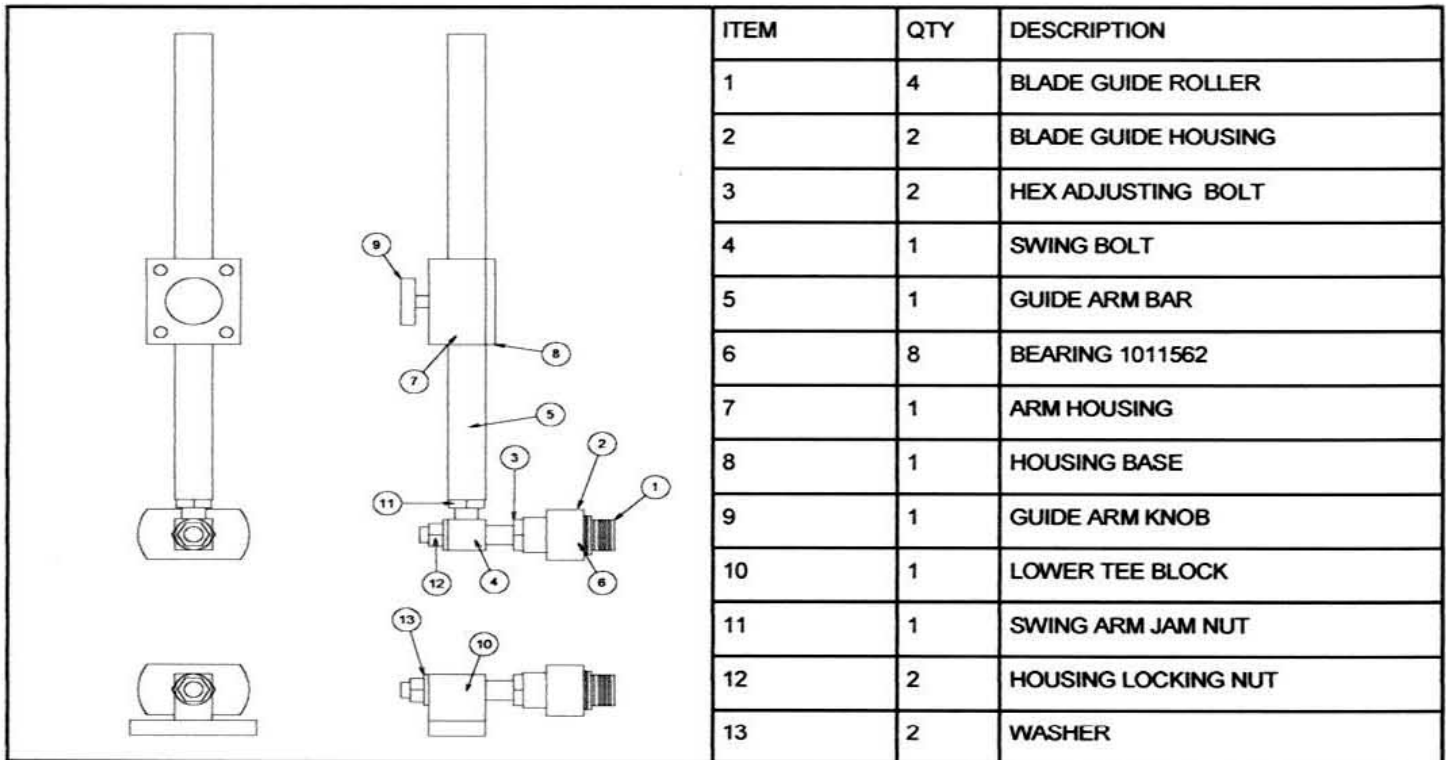 ITEM QTY DESCRIPTION
1 4 BLADE GUIDE ROLLER
2 2 BLADE GUIDE HOUSING
3 2 HEX ADJUSTING BOLT
4 1 SWING BOLT
5 1 GUIDE ARM BAR
6 8 BEARING 1011562
7 1 ARM HOUSING
8 1 HOUSING BASE
9 1 GUIDE ARM KNOB
10 1 LOWER TEE BLOCK
11 1 SWING ARM JAM NUT
12 2 HOUSING LOCKING NUT
13 2 WASHER
9
8
7
5
2
3
1
11
12
4
6
13
10